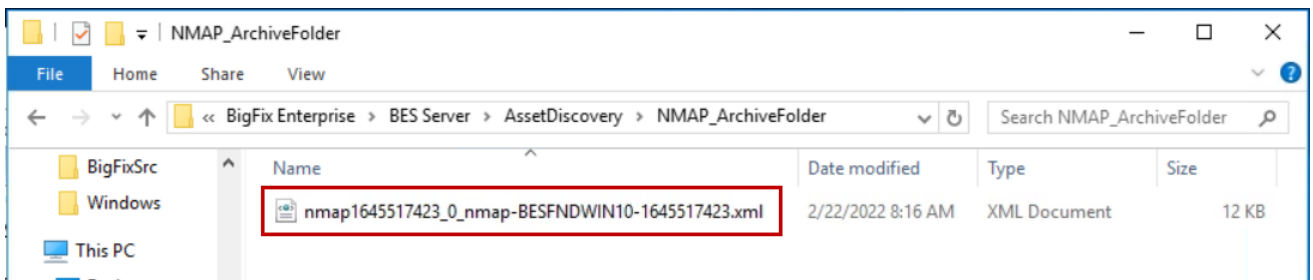 NMAP_ArchiveFolder
File Home Share View
« BigFix Enterprise > BES Server > AssetDiscovery > NMAP_ArchiveFolder Search NMAP_ArchiveFolder
BigFixSrc Name Date modified Type Size
Windows nmap1645517423_0_nmap-BESFNDWIN10-1645517423.xml 2/22/2022 8:16 AM XML Document 12 KB
This PC